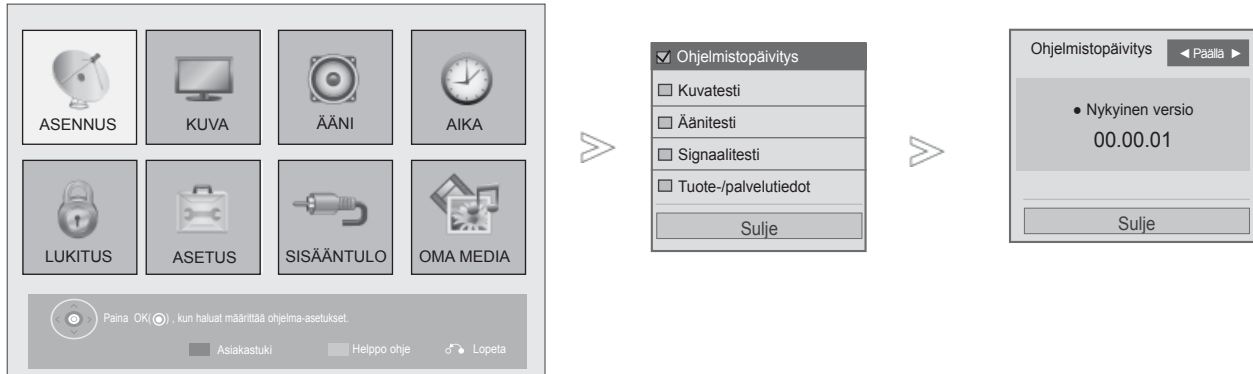 ASENNUS
KUVA
ÄÄNI
AIKA
LUKITUS
ASETUS
SISÄÄNTULO
OMA MEDIA
Paina OK(◉) , kun haluat määrittää ohjelma-asetukset.
Asiakastuki
Helppo ohje
Lopeta
Ohjelmistopäivitys
Kuvatesti
Äänitesti
Signaalitesti
Tuote-/palvelutiedot
Sulje
Ohjelmistopäivitys ◄ Päällä ►
● Nykyinen versio
00.00.01
Sulje